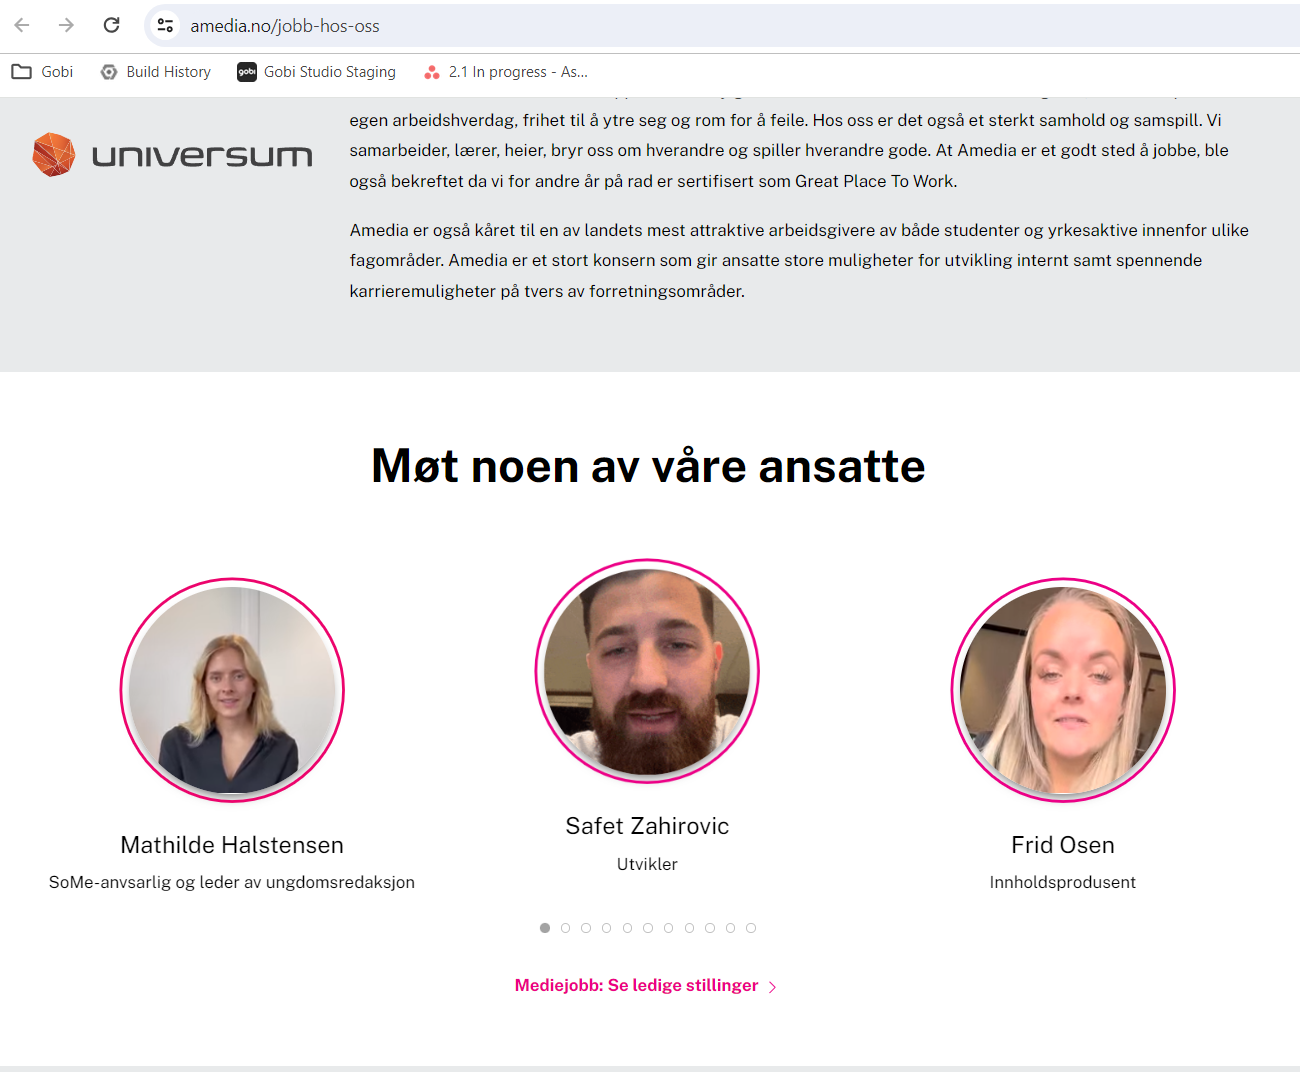 amedia.no/jobb-hos-oss
Gobi
Build History
gobi
Gobi Studio Staging
2.1 In progress - As...
universum
egen arbeidshverdag, frihet til å ytre seg og rom for å feile. Hos oss er det også et sterkt samhold og samspill. Vi
samarbeider, lærer, heier, bryr oss om hverandre og spiller hverandre gode. At Amedia er et godt sted å jobbe, ble
også bekreftet da vi for andre år på rad er sertifisert som Great Place To Work.
Amedia er også kåret til en av landets mest attraktive arbeidsgivere av både studenter og yrkesaktive innenfor ulike
fagområder. Amedia er et stort konsern som gir ansatte store muligheter for utvikling internt samt spennende
karrieremuligheter på tvers av forretningsområder.
Møt noen av våre ansatte
Mathilde Halstensen
SoMe-anvsarlig og leder av ungdomsredaksjon
Safet Zahirovic
Utvikler
Frid Osen
Innholdsprodusent
Mediejobb: Se ledige stillinger